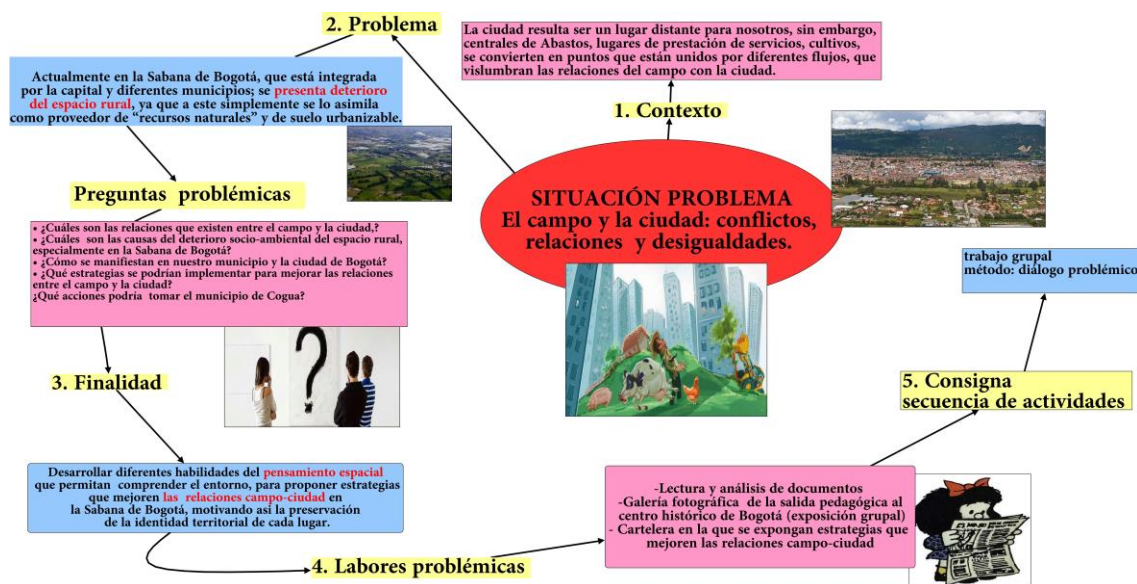 SITUACIÓN PROBLEMA
El campo y la ciudad: conflictos,
relaciones y desigualdades.
1. Contexto
La ciudad resulta ser un lugar distante para nosotros, sin embargo,
centrales de Abastos, lugares de prestación de servicios, cultivos,
se convierten en puntos que están unidos por diferentes flujos, que
vislumbran las relaciones del campo con la ciudad.
2. Problema
Actualmente en la Sabana de Bogotá, que está integrada
por la capital y diferentes municipios; se presenta deterioro
del espacio rural, ya que a este simplemente se lo asimila
como proveedor de “recursos naturales” y de suelo urbanizable.
Preguntas problémicas
• ¿Cuáles son las relaciones que existen entre el campo y la ciudad,?
• ¿Cuáles son las causas del deterioro socio-ambiental del espacio rural,
especialmente en la Sabana de Bogotá?
• ¿Cómo se manifiestan en nuestro municipio y la ciudad de Bogotá?
• ¿Qué estrategias se podrían implementar para mejorar las relaciones
entre el campo y la ciudad?
¿Qué acciones podría tomar el municipio de Cogua?
3. Finalidad
Desarrollar diferentes habilidades del pensamiento espacial
que permitan comprender el entorno, para proponer estrategias
que mejoren las relaciones campo-ciudad en
la Sabana de Bogotá, motivando así la preservación
de la identidad territorial de cada lugar.
4. Labores problémicas
-Lectura y análisis de documentos
-Galería fotográfica de la salida pedagógica al
centro histórico de Bogotá (exposición grupal)
- Cartelera en la que se expongan estrategias que
mejoren las relaciones campo-ciudad
5. Consigna
secuencia de actividades
trabajo grupal
método: diálogo problémico